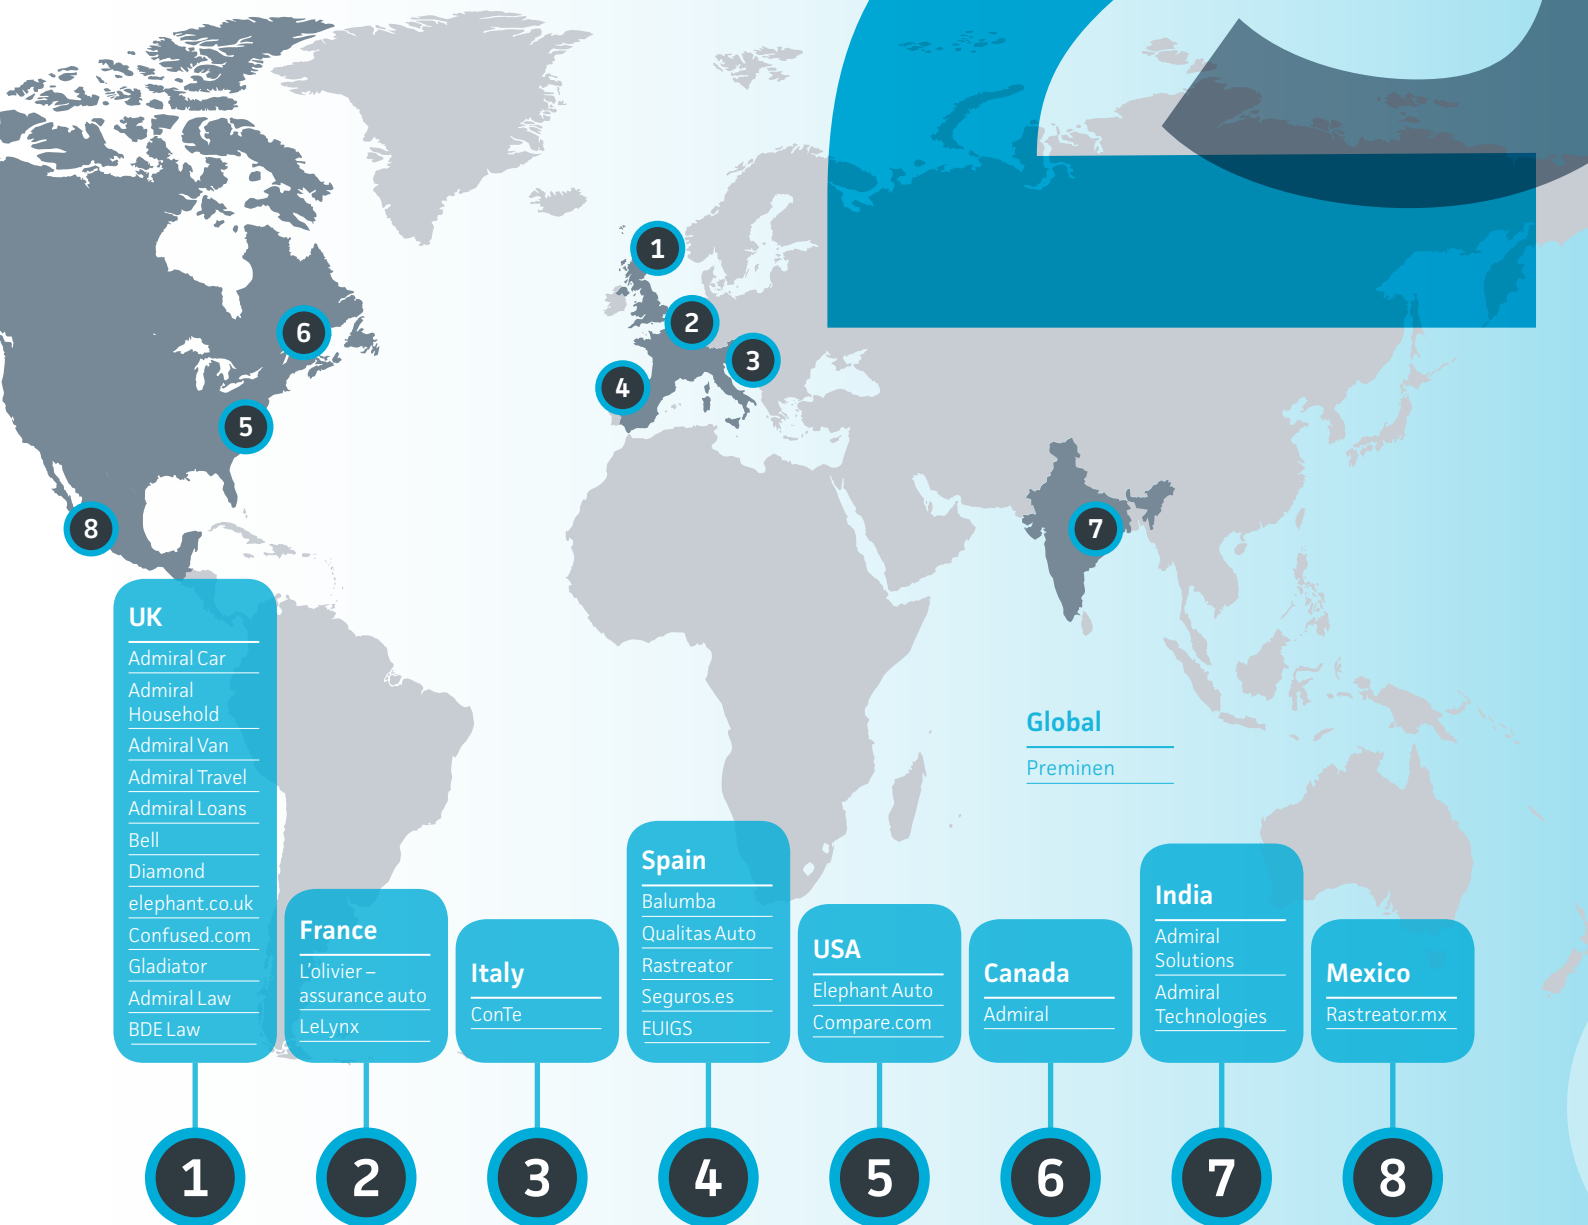 1
2
3
4
6
5
8
7
UK
Admiral Car
Admiral
Household
Admiral Van
Admiral Travel
Admiral Loans
Bell
Diamond
elephant.co.uk
Confused.com
Gladiator
Admiral Law
BDE Law
France
L'olivier –
assurance auto
LeLynx
Italy
ConTe
Spain
Balumba
Qualitas Auto
Rastreator
Seguros.es
EUIGS
USA
Elephant Auto
Compare.com
Canada
Admiral
Global
Preminen
India
Admiral
Solutions
Admiral
Technologies
Mexico
Rastreator.mx
1
2
3
4
5
6
7
8